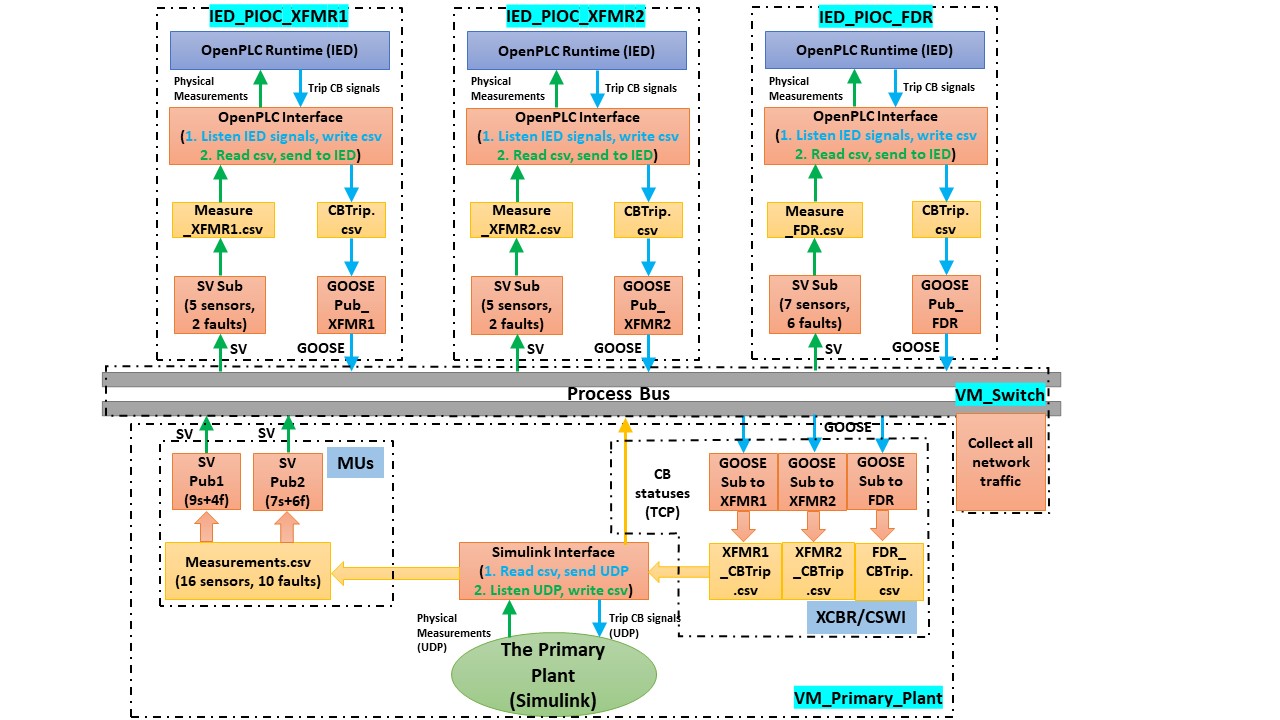 IED_PIOC_XFMR1
OpenPLC Runtime (IED)
Physical
Measurements
Trip CB signals
OpenPLC Interface
(1. Listen IED signals, write csv
2. Read csv, send to IED)
Measure
_XFMR1.csv
CBTrip.
csv
SV Sub
(5 sensors,
2 faults)
GOOSE
Pub_
XFMR1
SV
GOOSE
IED_PIOC_XFMR2
OpenPLC Runtime (IED)
Physical
Measurements
Trip CB signals
OpenPLC Interface
(1. Listen IED signals, write csv
2. Read csv, send to IED)
Measure
_XFMR2.csv
CBTrip.
csv
SV Sub
(5 sensors,
2 faults)
GOOSE
Pub_
XFMR2
SV
GOOSE
IED_PIOC_FDR
OpenPLC Runtime (IED)
Physical
Measurements
Trip CB signals
OpenPLC Interface
(1. Listen IED signals, write csv
2. Read csv, send to IED)
Measure
_FDR.csv
CBTrip.
csv
SV Sub
(7 sensors,
6 faults)
GOOSE
Pub_
FDR
SV
GOOSE
Process Bus
VM_Switch
Collect all
network
traffic
SV
SV
MUs
SV
Pub1
(9s+4f)
SV
Pub2
(7s+6f)
Measurements.csv
(16 sensors, 10 faults)
CB
statuses
(TCP)
GOOSE
GOOSE
Sub to
XFMR1
GOOSE
Sub to
XFMR2
GOOSE
Sub to
FDR
XFMR1
_CBTrip
.csv
XFMR2
_CBTrip
.csv
FDR_
CBTrip.
csv
XCBR/CSWI
Simulink Interface
(1. Read csv, send UDP
2. Listen UDP, write csv)
Physical
Measurements
(UDP)
Trip CB signals
(UDP)
The Primary
Plant
(Simulink)
VM_Primary_Plant